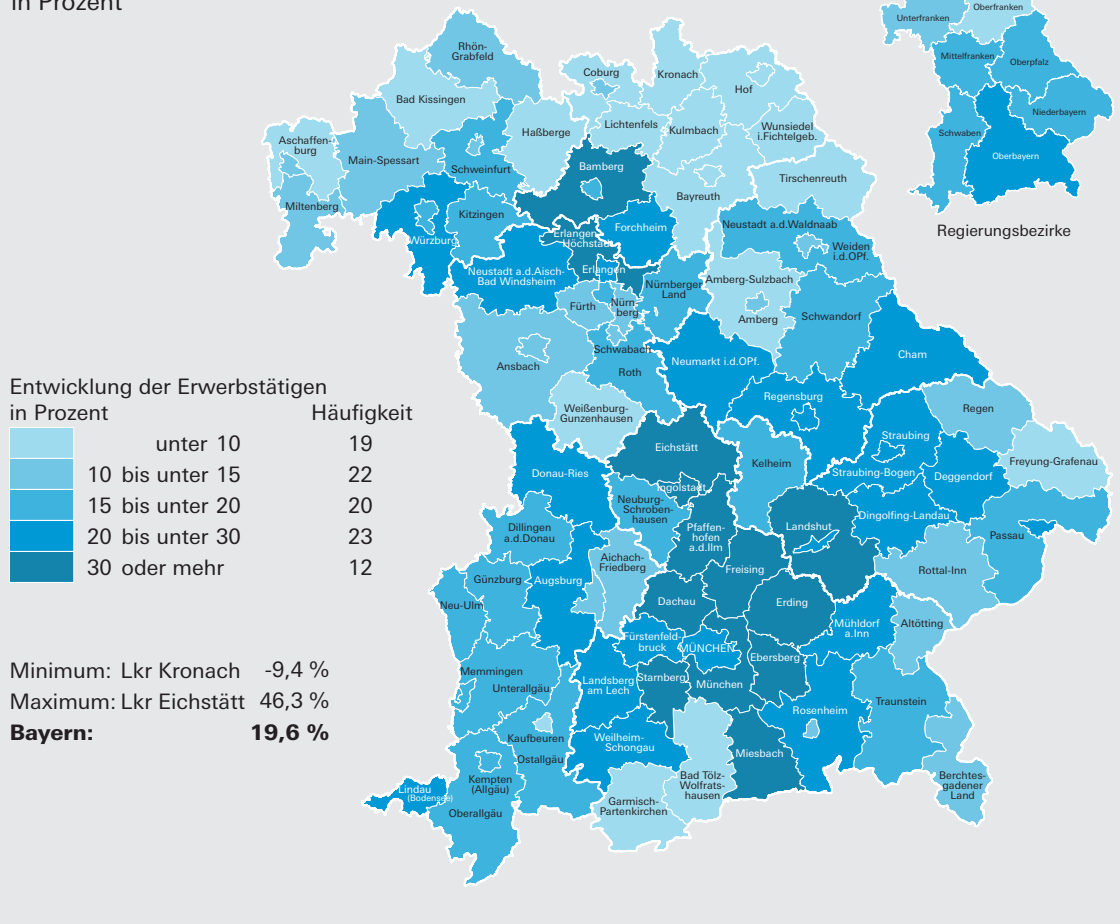 in Prozent
Unterfranken
Oberfranken
Mittelfranken
Oberpfalz
Niederbayern
Schwaben
Oberbayern
Regierungsbezirke
Rhön-
Grabfeld
Coburg
Kronach
Hof
Bad Kissingen
Lichtenfels
Kulmbach
Wunsiedel
i.Fichtelgeb.
Haßberge
Aschaffen-
burg
Main-Spessart
Schweinfurt
Bamberg
Tirschenreuth
Bayreuth
Miltenberg
Kitzingen
Würzburg
Forchheim
Erlangen-
Höchstadt
Neustadt a.d.Waldnaab
Weiden
i.d.OPf.
Erlangen
Neustadt a.d.Aisch-
Bad Windsheim
Nürnberger
Land
Amberg-Sulzbach
Fürth
Nürn-
berg
Amberg
Schwandorf
Schwabach
Roth
Ansbach
Neumarkt i.d.OPf.
Cham
Regensburg
Weißenburg-
Gunzenhausen
Regen
Entwicklung der Erwerbstätigen
in Prozent Häufigkeit
unter 10 19
10 bis unter 15 22
15 bis unter 20 20
20 bis unter 30 23
30 oder mehr 12
Eichstätt
Straubing
Freyung-Grafenau
Kelheim
Straubing-Bogen
Deggendorf
Donau-Ries
Ingolstadt
Neuburg-
Schroben-
hausen
Dingolfing-Landau
Pfaffen-
hofen
a.d.Ilm
Landshut
Passau
Dillingen
a.d.Donau
Aichach-
Friedberg
Freising
Rottal-Inn
Günzburg
Augsburg
Dachau
Erding
Neu-Ulm
Mühldorf
a.Inn
Altötting
Fürstenfeld-
bruck
MÜNCHEN
Ebersberg
Memmingen
Unterallgäu
Landsberg
am Lech
Starnberg
München
Traunstein
Rosenheim
Kaufbeuren
Ostallgäu
Weilheim-
Schongau
Miesbach
Kempten
(Allgäu)
Bad Tölz-
Wolfrats-
hausen
Berchtes-
gadener
Land
Lindau
(Bodensee)
Oberallgäu
Garmisch-
Partenkirchen
Minimum: Lkr Kronach -9,4 %
Maximum: Lkr Eichstätt 46,3 %
Bayern: 19,6 %